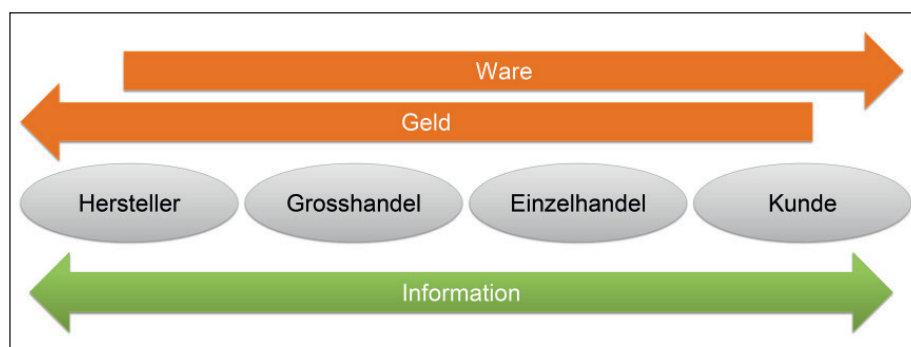 Ware
Geld
Hersteller Grosshandel Einzelhandel Kunde
Information